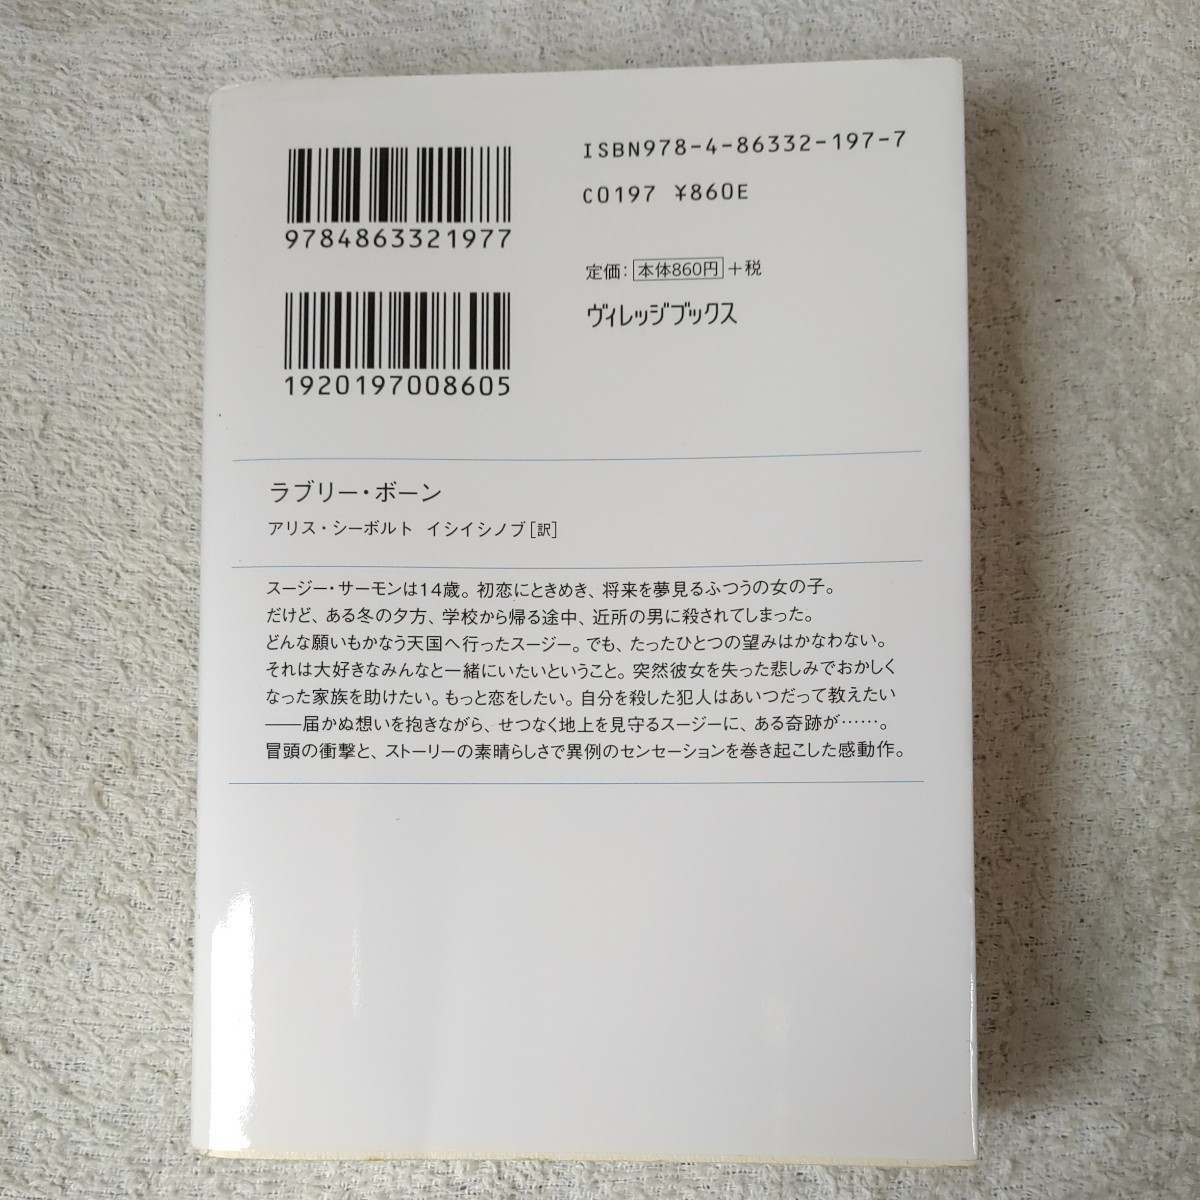 ISBN978-4-86332-197-7
C0197 ¥860E
9784863321977
定価：本体860円＋税
ヴィレッジブックス
1920197008605
ラブリー・ボーン
アリス・シーボルト イシイシノブ［訳］
スージー・サーモンは14歳。初恋にときめき、将来を夢見るふつうの女の子。
だけど、ある冬の夕方、学校から帰る途中、近所の男に殺されてしまった。
どんな願いもかなう天国へ行ったスージー。でも、たったひとつの望みはかなわない。
それは大好きなみんなと一緒にいたいということ。突然彼女を失った悲しみでおかしく
なった家族を助けたい。もっと恋をしたい。自分を殺した犯人はあいつだって教えたい
――届かぬ想いを抱きながら、せつなく地上を見守るスージーに、ある奇跡が……。
冒頭の衝撃と、ストーリーの素晴らしさで異例のセンセーションを巻き起こした感動作。